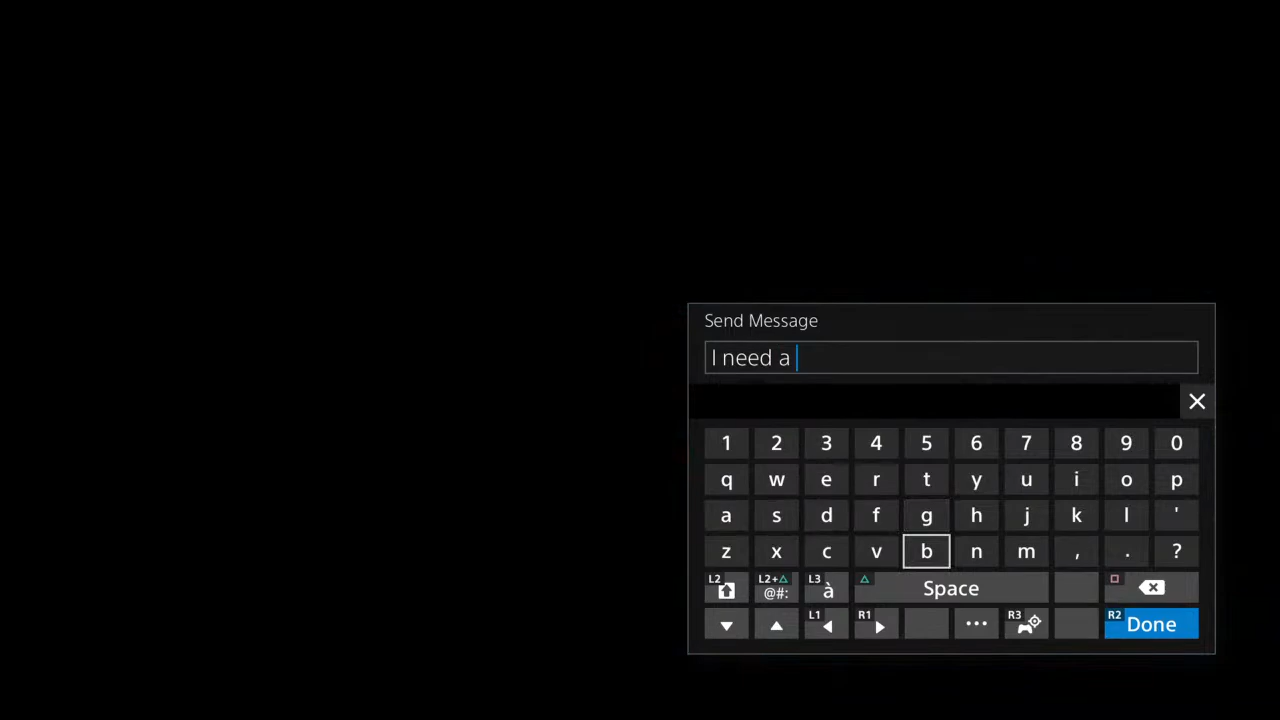 Send Message
I need a
1 2 3 4 5 6 7 8 9 0
q w e r t y u i o p
a s d f g h j k l '
z x c v b n m , . ?
L2 L2+△ @#: L3 à △ Space □
L1 R1 ... R3 R2 Done